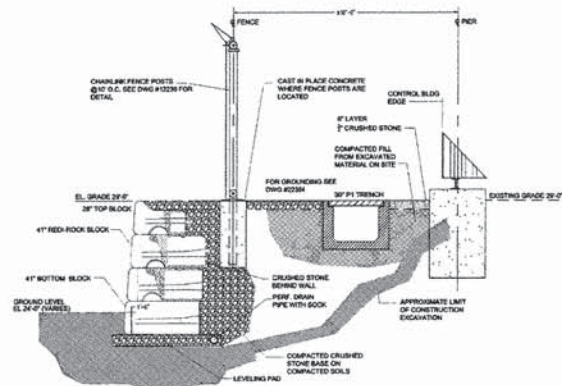 ±10'-0"
FENCE
PIER
CHAINLINK FENCE POSTS
@10' O.C. SEE DWG #12236 FOR
DETAIL
CAST IN PLACE CONCRETE
WHERE FENCE POSTS ARE
LOCATED
CONTROL BLDG
EDGE
6" LAYER
CRUSHED STONE
COMPACTED FILL
FROM EXCAVATED
MATERIAL ON SITE
FOR GROUNDING SEE
DWG #22384
30" P1 TRENCH
EL. GRADE 29'-0"
EXISTING GRADE 29'-0"
28" TOP BLOCK
41" REDI-ROCK BLOCK
41" BOTTOM BLOCK
GROUND LEVEL
EL 24'-0" (VARIES)
CRUSHED STONE
BEHIND WALL
PERF. DRAIN
PIPE WITH SOCK
APPROXIMATE LIMIT
OF CONSTRUCTION
EXCAVATION
COMPACTED CRUSHED
STONE BASE ON
COMPACTED SOILS
LEVELING PAD